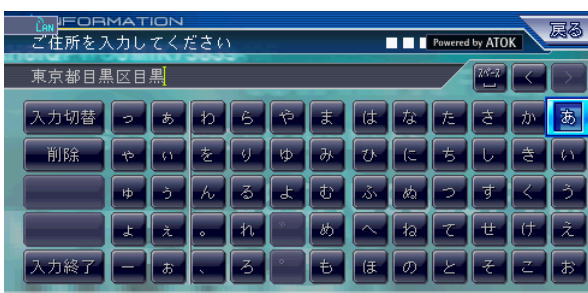 INFORMATION
LAN
ご住所を入力してください
Powered by ATOK
戻る
東京都目黒区目黒
スペース < >
入力切替 っ ぁ わ ら や ま は な た さ か あ
削除 ゃ ぃ を り ゆ み ひ に ち し き い
ゅ ぅ ん る よ む ふ ぬ つ す く う
ょ ぇ 。 れ ゛ め へ ね て せ け え
入力終了 ー ぉ 、 ろ ゜ も ほ の と そ こ お